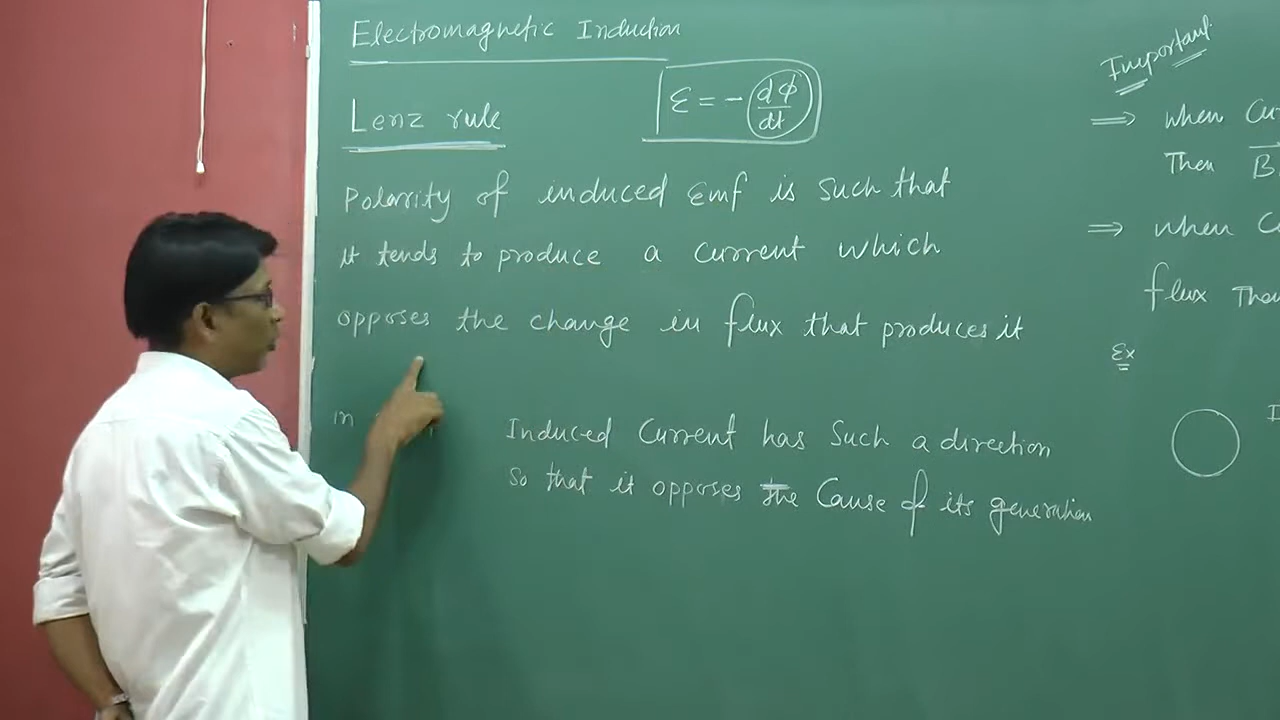 Electromagnetic Induction
Lenz rule
ε = - dϕ/dt
Polarity of induced Emf is such that
it tends to produce a current which
opposes the change in flux that produces it
in
Induced Current has Such a direction
So that it opposes the Cause of its generation
Important
⇒ when Cu
Then B
⇒ when C
flux Then
Ex